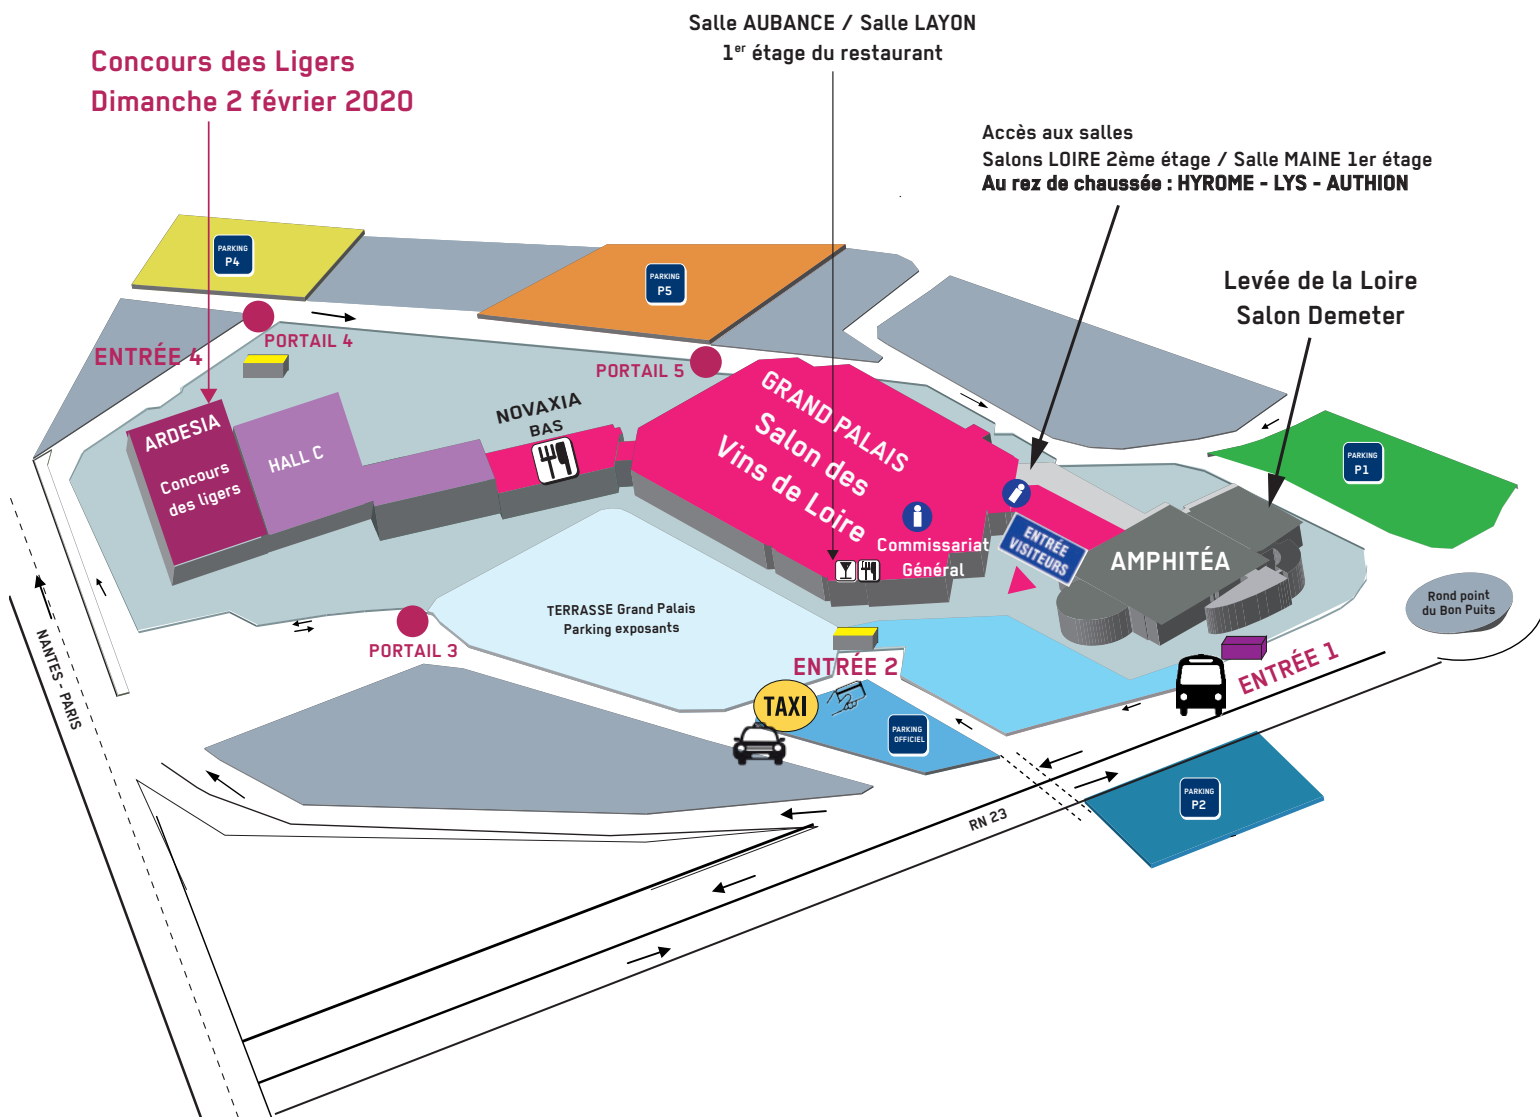 Salle AUBANCE / Salle LAYON
1er étage du restaurant
Concours des Ligers
Dimanche 2 février 2020
Accès aux salles
Salons LOIRE 2ème étage / Salle MAINE 1er étage
Au rez de chaussée : HYROME - LYS - AUTHION
Levée de la Loire
Salon Demeter
PARKING
P4
PARKING
P5
PORTAIL 4
ENTRÉE 4
PORTAIL 5
NOVAXIA
BAS
GRAND PALAIS
Salon des
Vins de Loire
ARDESIA
Concours
des ligers
HALL C
PARKING
P1
Commissariat
Général
ENTRÉE
VISITEURS
AMPHITÉA
Rond point
du Bon Puits
TERRASSE Grand Palais
Parking exposants
PORTAIL 3
ENTRÉE 2
ENTRÉE 1
NANTES - PARIS
TAXI
PARKING
OFFICIEL
PARKING
P2
RN 23